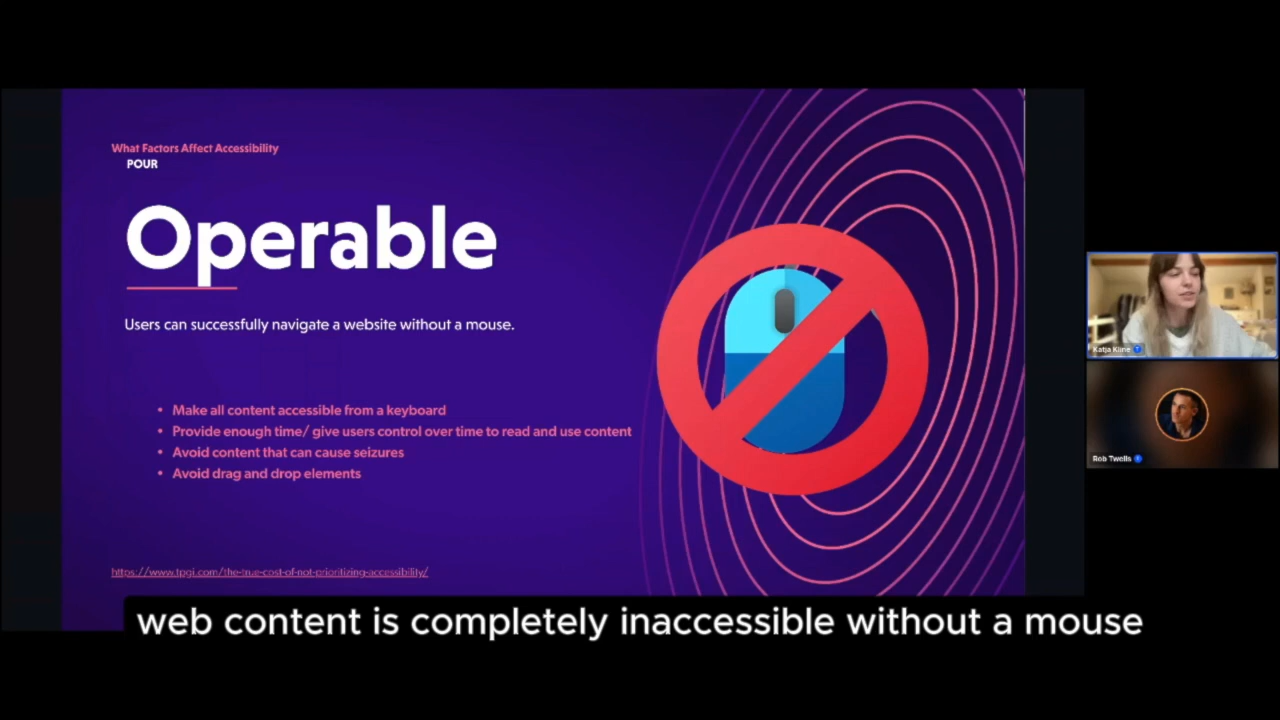 What Factors Affect Accessibility
POUR
Operable
Users can successfully navigate a website without a mouse.
• Make all content accessible from a keyboard
• Provide enough time/ give users control over time to read and use content
• Avoid content that can cause seizures
• Avoid drag and drop elements
https://www.tpgi.com/the-true-cost-of-not-prioritizing-accessibility/
Katja Kline
Rob Twells
web content is completely inaccessible without a mouse